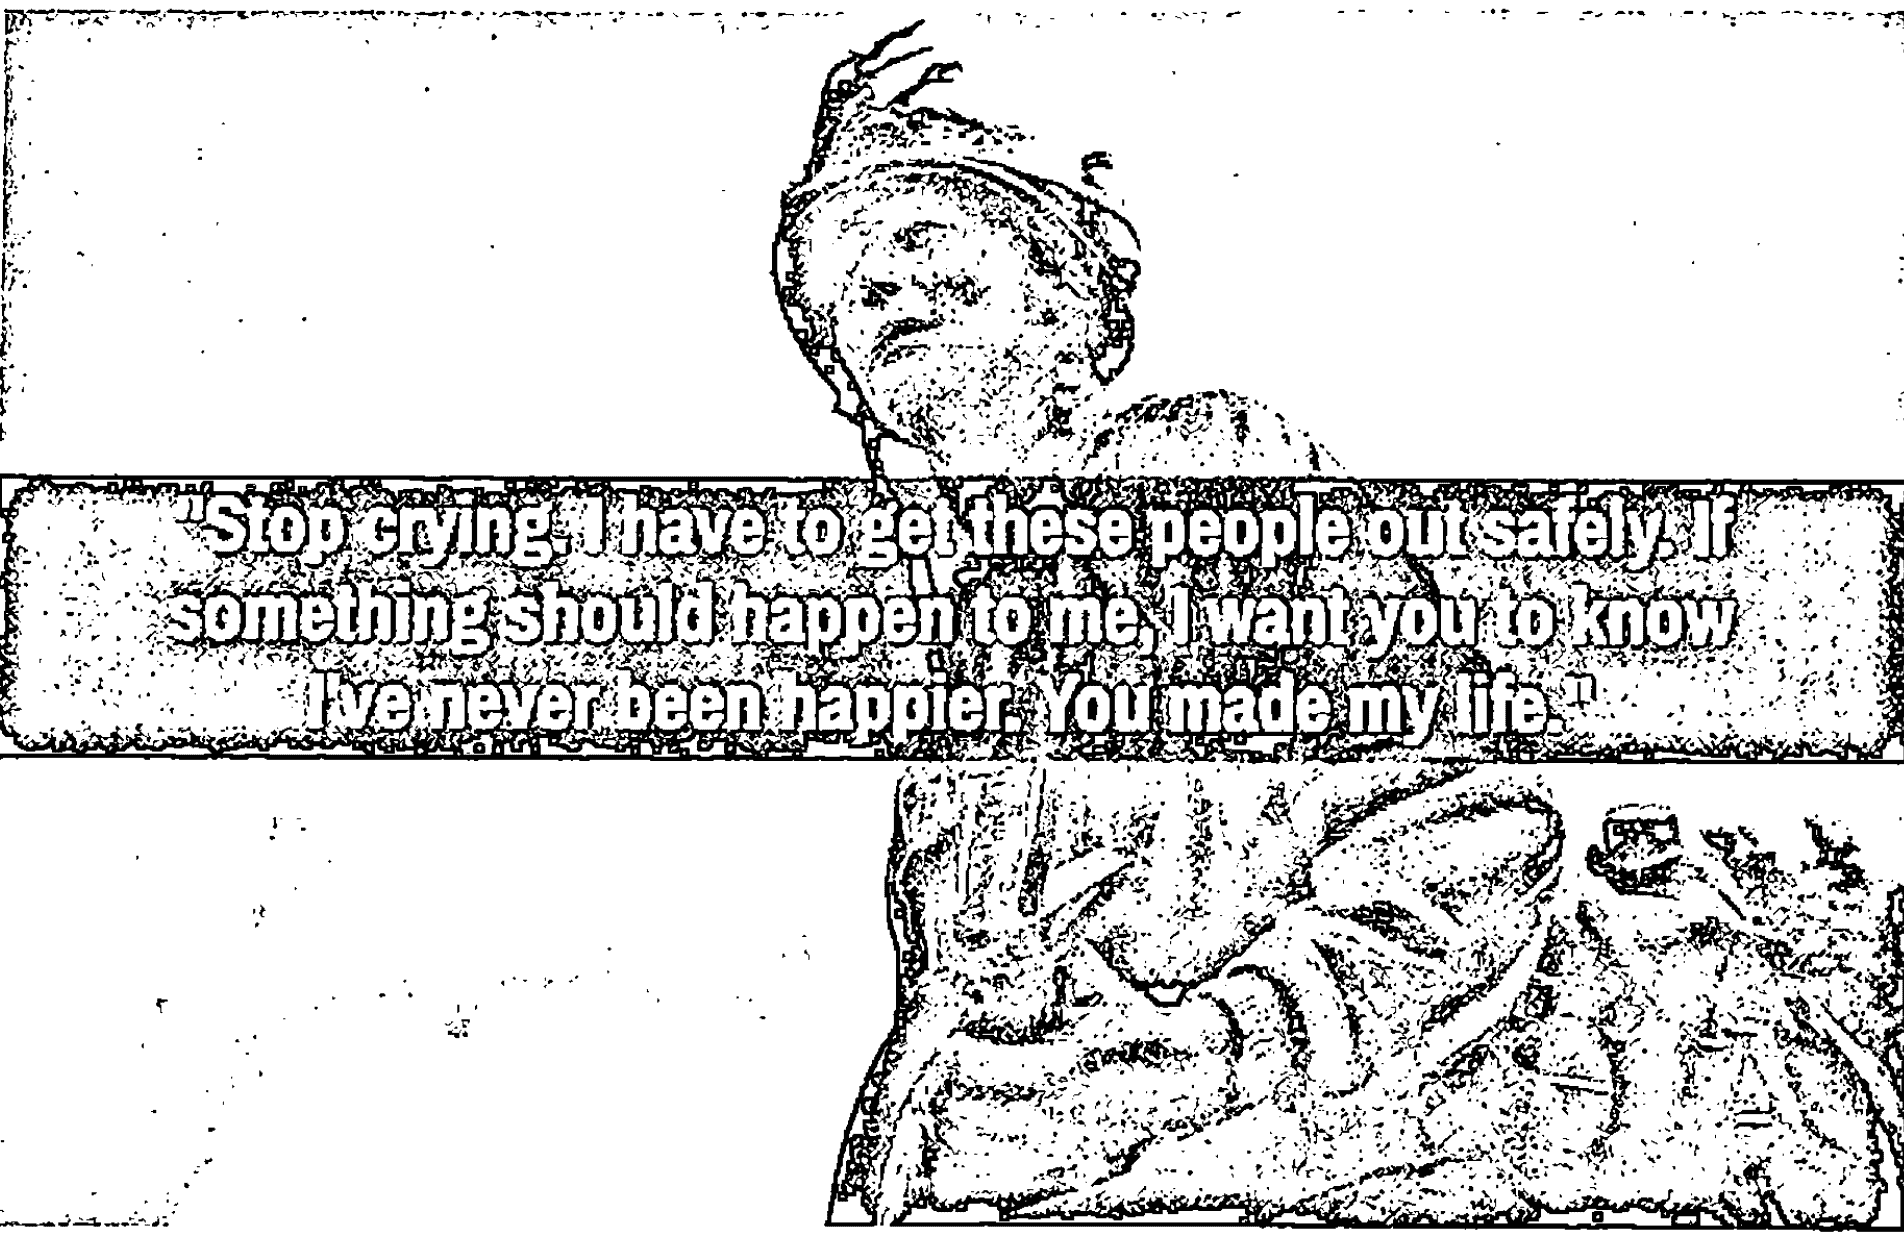 "Stop crying. I have to get these people out safely. If
something should happen to me, I want you to know
I've never been happier. You made my life."